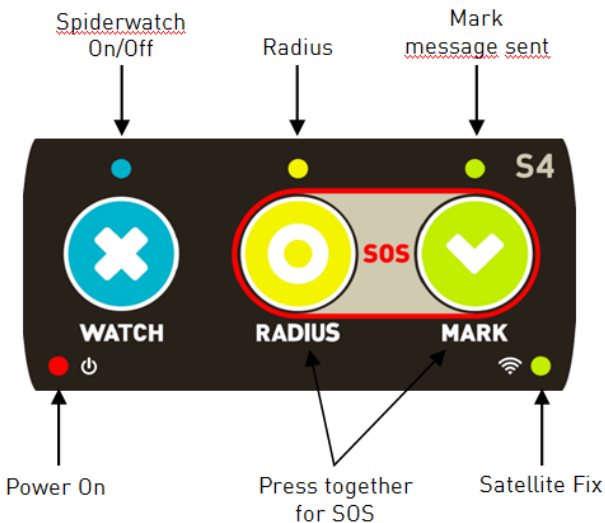 Spiderwatch
On/Off
Radius
Mark
message sent
S4
SOS
WATCH
RADIUS
MARK
Power On
Press together
for SOS
Satellite Fix